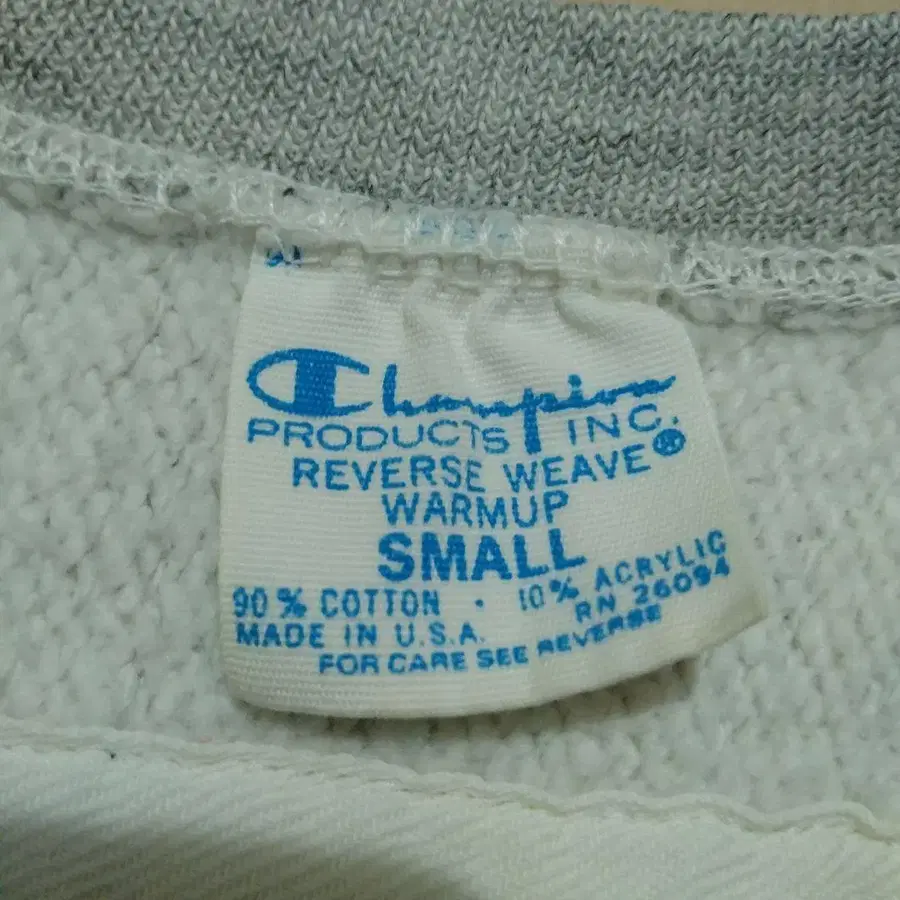 Champion
PRODUCTS INC.
REVERSE WEAVE®
WARMUP
SMALL
90% COTTON · 10% ACRYLIC
RN 26094
MADE IN U.S.A.
FOR CARE SEE REVERSE